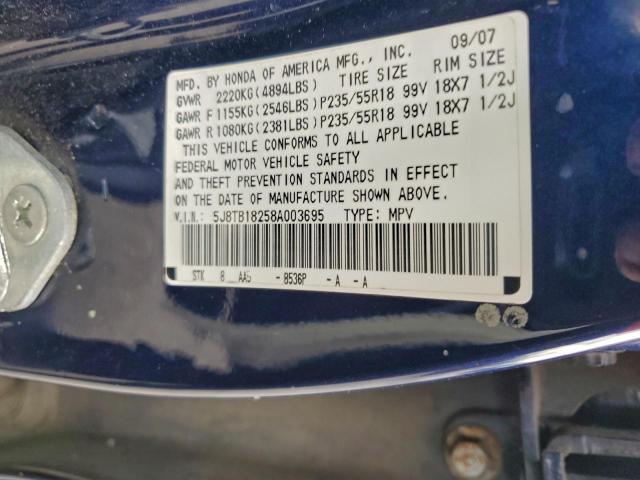 MFD. BY HONDA OF AMERICA MFG., INC. 09/07
GVWR 2220KG(4894LBS) TIRE SIZE RIM SIZE
GAWR F 1155KG(2546LBS)P235/55R18 99V 18X7 1/2J
GAWR R 1080KG(2381LBS)P235/55R18 99V 18X7 1/2J
THIS VEHICLE CONFORMS TO ALL APPLICABLE
FEDERAL MOTOR VEHICLE SAFETY
AND THEFT PREVENTION STANDARDS IN EFFECT
ON THE DATE OF MANUFACTURE SHOWN ABOVE.
V.I.N.: 5J8TB18258A003695 TYPE: MPV
STK 8 AA5 -B536P -A -A